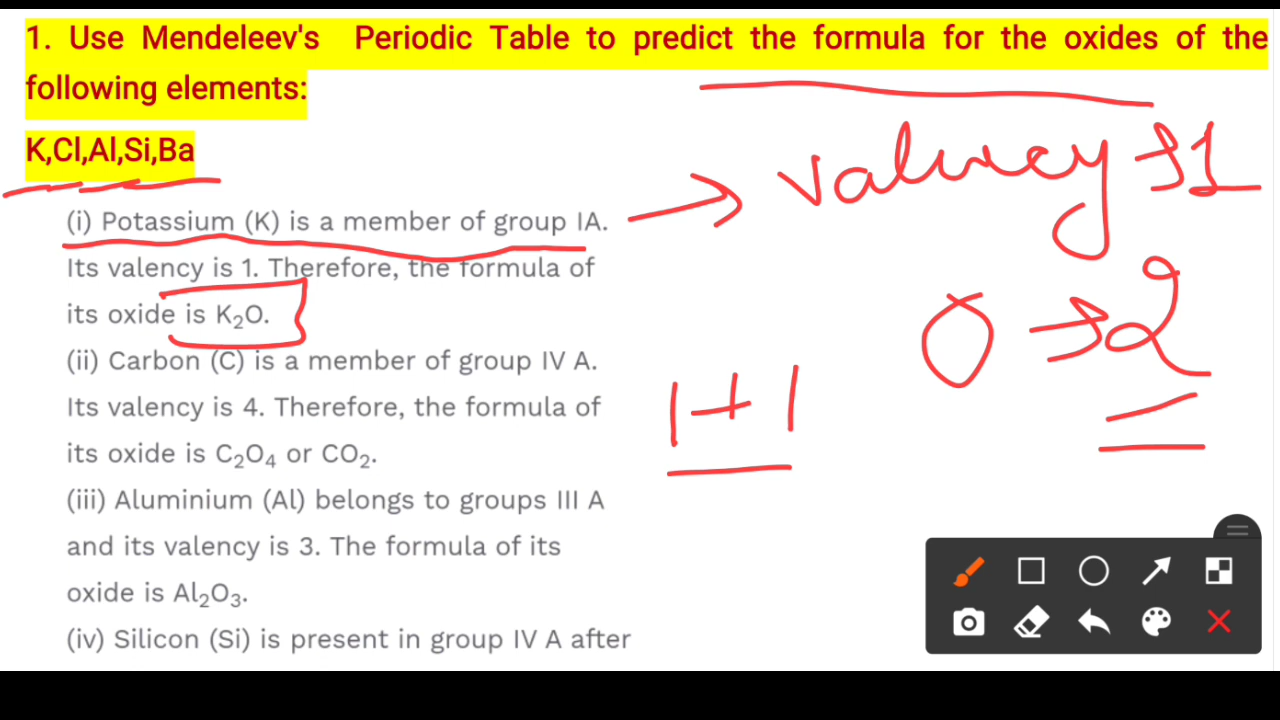 1. Use Mendeleev's Periodic Table to predict the formula for the oxides of the
following elements:
K,Cl,Al,Si,Ba
(i) Potassium (K) is a member of group IA.
Its valency is 1. Therefore, the formula of
its oxide is K₂O.
(ii) Carbon (C) is a member of group IV A.
Its valency is 4. Therefore, the formula of
its oxide is C₂O₄ or CO₂.
(iii) Aluminium (Al) belongs to groups III A
and its valency is 3. The formula of its
oxide is Al₂O₃.
(iv) Silicon (Si) is present in group IV A after
→ valency → 1
O → 2
1 + 1